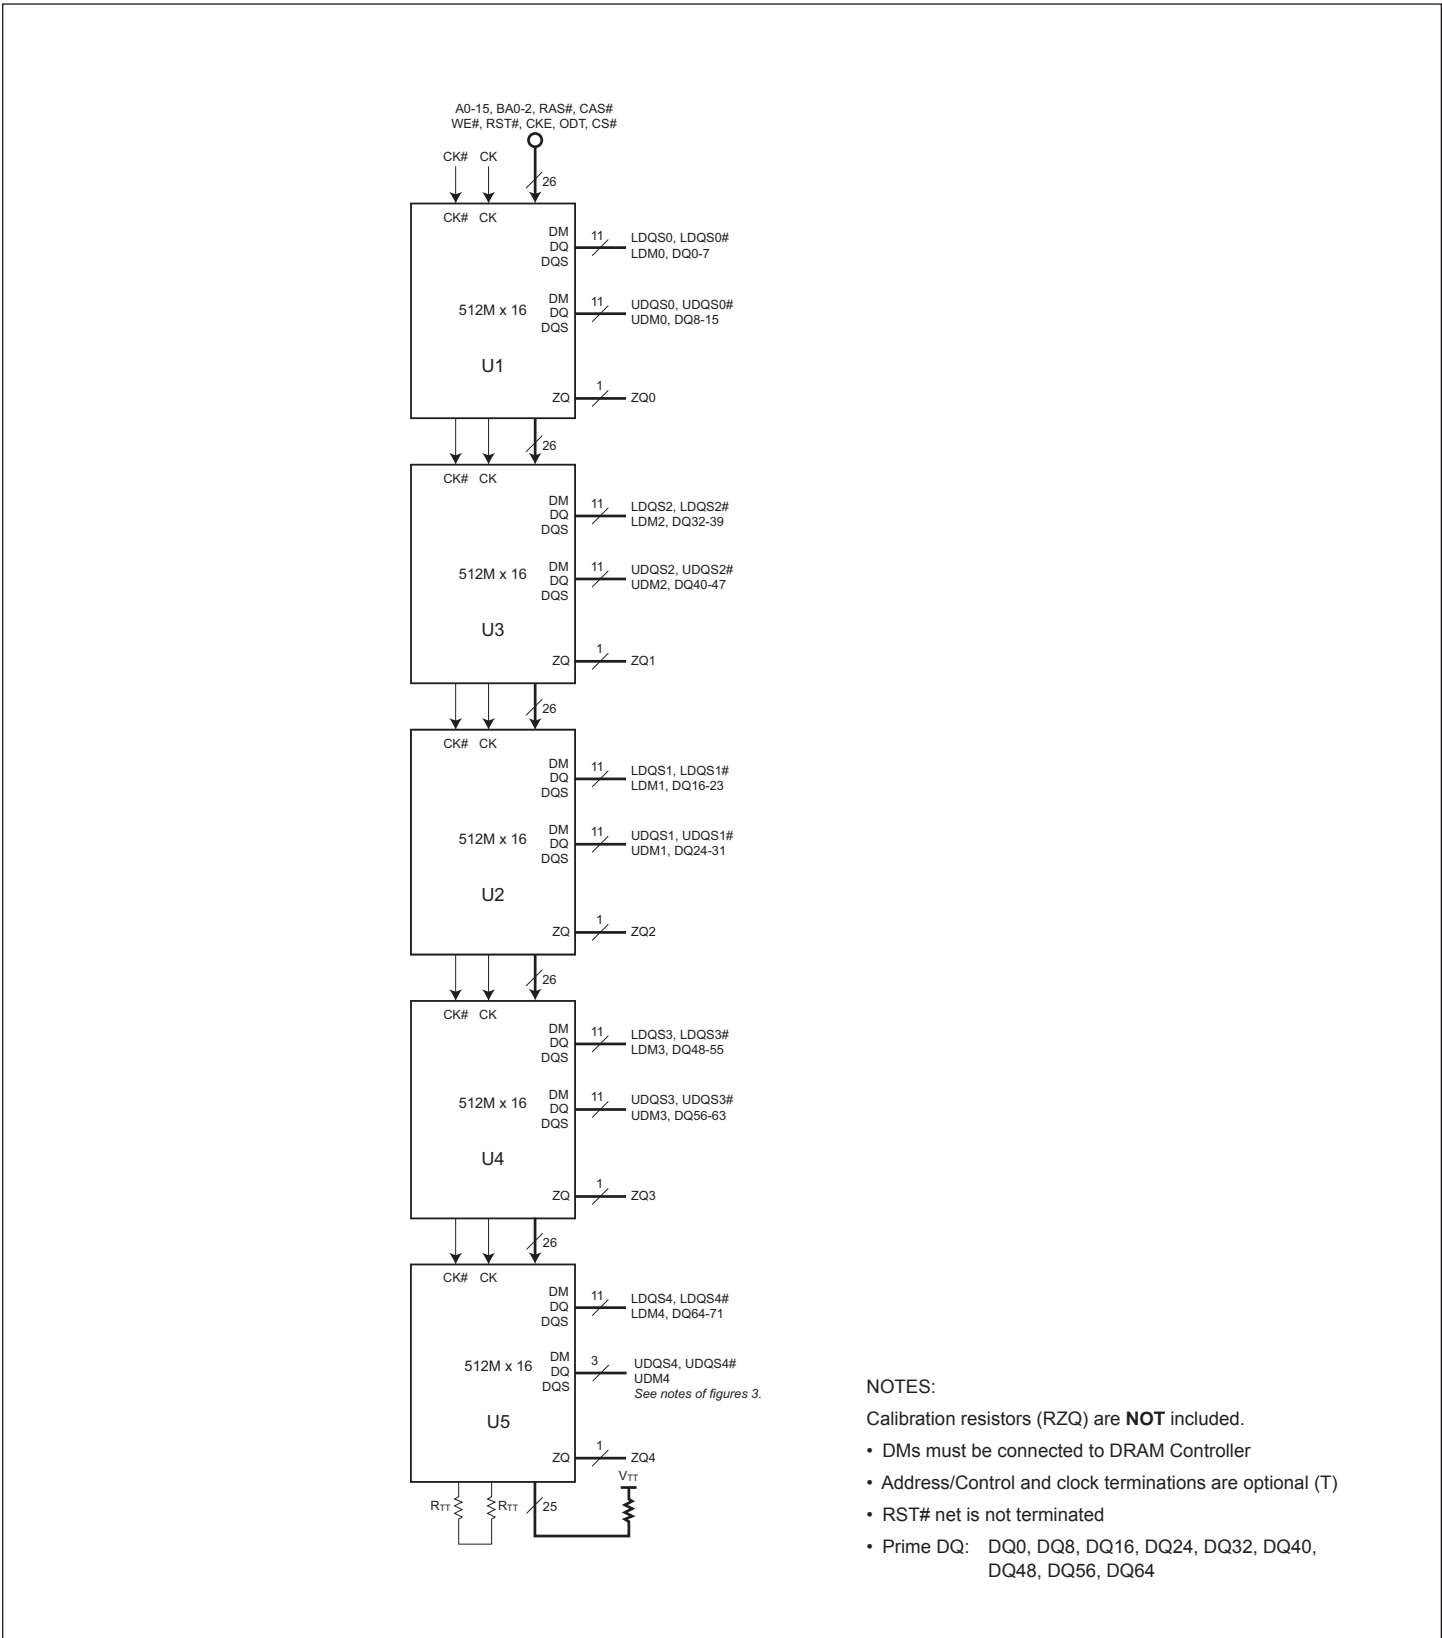 A0-15, BA0-2, RAS#, CAS#
WE#, RST#, CKE, ODT, CS#
CK# CK
26
CK# CK
DM
DQ
DQS
11
LDQS0, LDQS0#
LDM0, DQ0-7
512M x 16
DM
DQ
DQS
11
UDQS0, UDQS0#
UDM0, DQ8-15
U1
ZQ
1
ZQ0
26
CK# CK
DM
DQ
DQS
11
LDQS2, LDQS2#
LDM2, DQ32-39
512M x 16
DM
DQ
DQS
11
UDQS2, UDQS2#
UDM2, DQ40-47
U3
ZQ
1
ZQ1
26
CK# CK
DM
DQ
DQS
11
LDQS1, LDQS1#
LDM1, DQ16-23
512M x 16
DM
DQ
DQS
11
UDQS1, UDQS1#
UDM1, DQ24-31
U2
ZQ
1
ZQ2
26
CK# CK
DM
DQ
DQS
11
LDQS3, LDQS3#
LDM3, DQ48-55
512M x 16
DM
DQ
DQS
11
UDQS3, UDQS3#
UDM3, DQ56-63
U4
ZQ
1
ZQ3
26
CK# CK
DM
DQ
DQS
11
LDQS4, LDQS4#
LDM4, DQ64-71
512M x 16
DM
DQ
DQS
3
UDQS4, UDQS4#
UDM4
See notes of figures 3.
U5
ZQ
1
ZQ4
VTT
RTT
RTT
25
NOTES:
Calibration resistors (RZQ) are NOT included.
• DMs must be connected to DRAM Controller
• Address/Control and clock terminations are optional (T)
• RST# net is not terminated
• Prime DQ: DQ0, DQ8, DQ16, DQ24, DQ32, DQ40,
DQ48, DQ56, DQ64